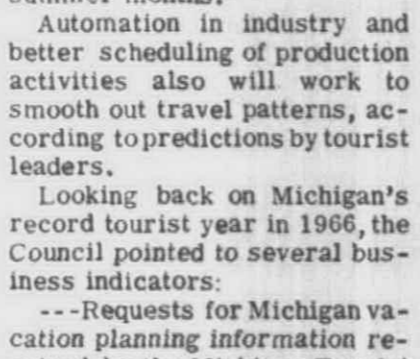 Automation in industry and
better scheduling of production
activities also will work to
smooth out travel patterns, ac-
cording to predictions by tourist
leaders.
Looking back on Michigan's
record tourist year in 1966, the
Council pointed to several bus-
iness indicators:
---Requests for Michigan va-
cation planning information re-